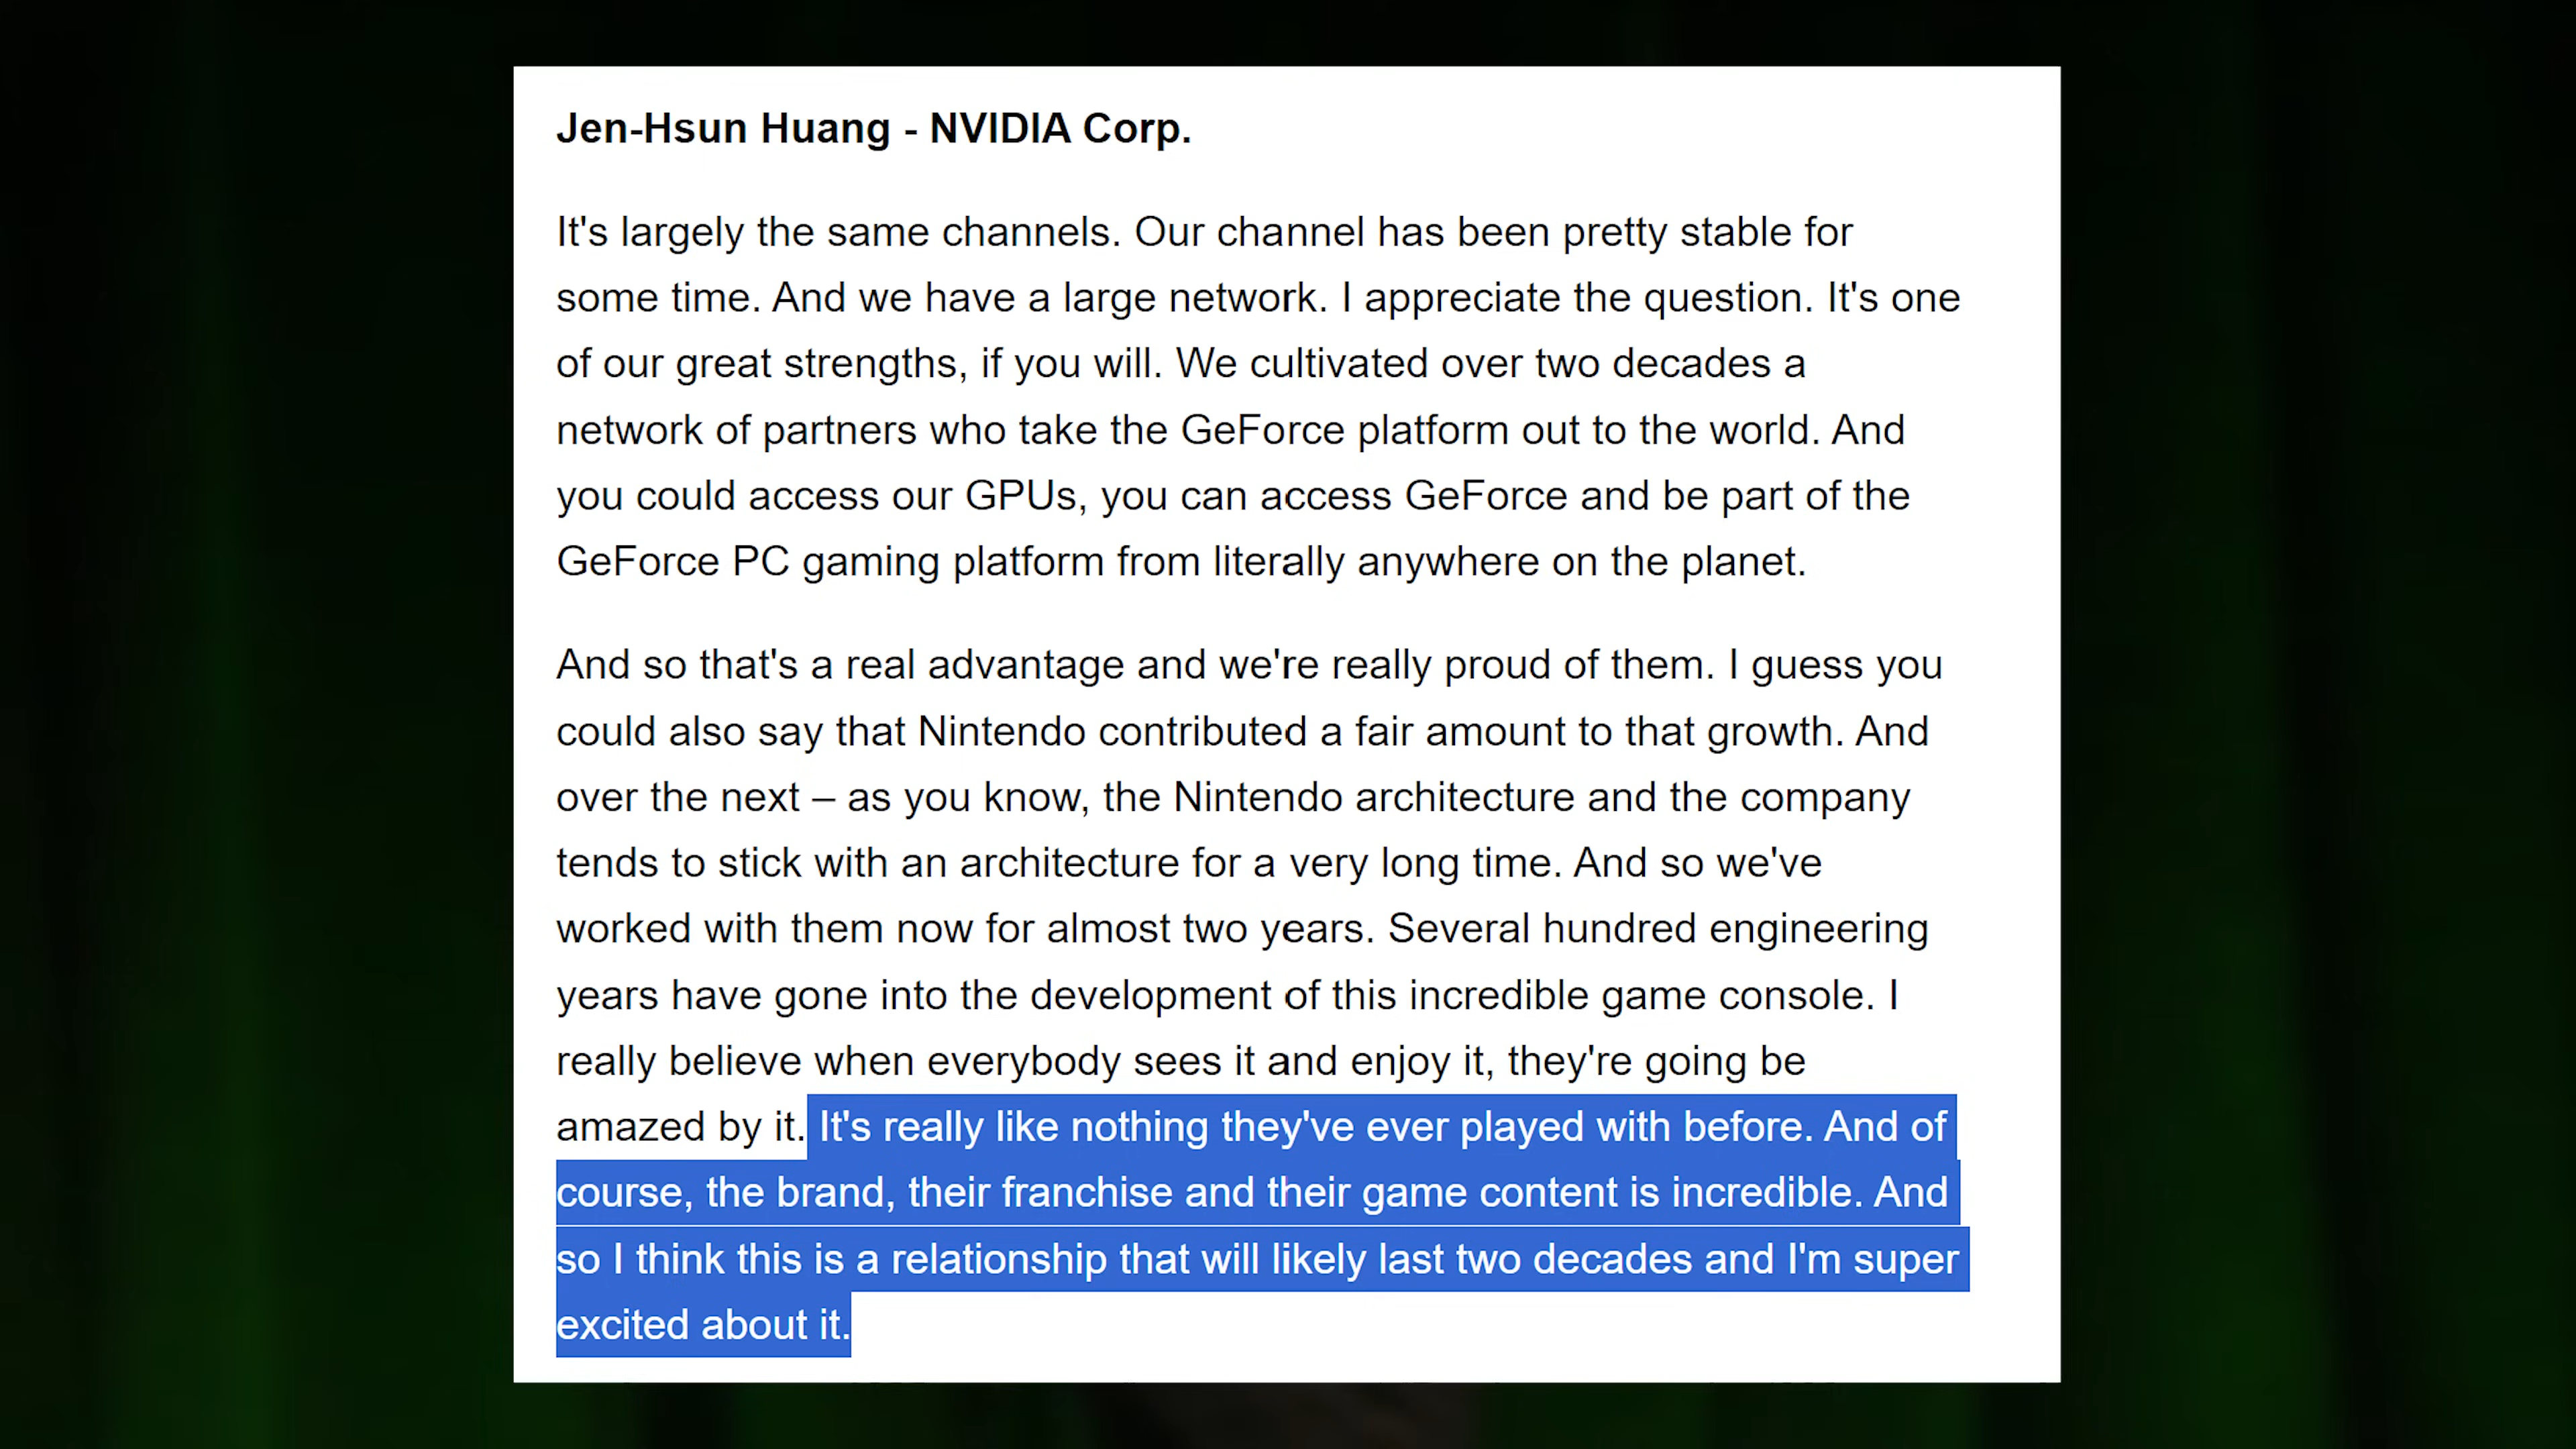 Jen-Hsun Huang - NVIDIA Corp.
It's largely the same channels. Our channel has been pretty stable for
some time. And we have a large network. I appreciate the question. It's one
of our great strengths, if you will. We cultivated over two decades a
network of partners who take the GeForce platform out to the world. And
you could access our GPUs, you can access GeForce and be part of the
GeForce PC gaming platform from literally anywhere on the planet.
And so that's a real advantage and we're really proud of them. I guess you
could also say that Nintendo contributed a fair amount to that growth. And
over the next – as you know, the Nintendo architecture and the company
tends to stick with an architecture for a very long time. And so we've
worked with them now for almost two years. Several hundred engineering
years have gone into the development of this incredible game console. I
really believe when everybody sees it and enjoy it, they're going be
amazed by it. It's really like nothing they've ever played with before. And of
course, the brand, their franchise and their game content is incredible. And
so I think this is a relationship that will likely last two decades and I'm super
excited about it.